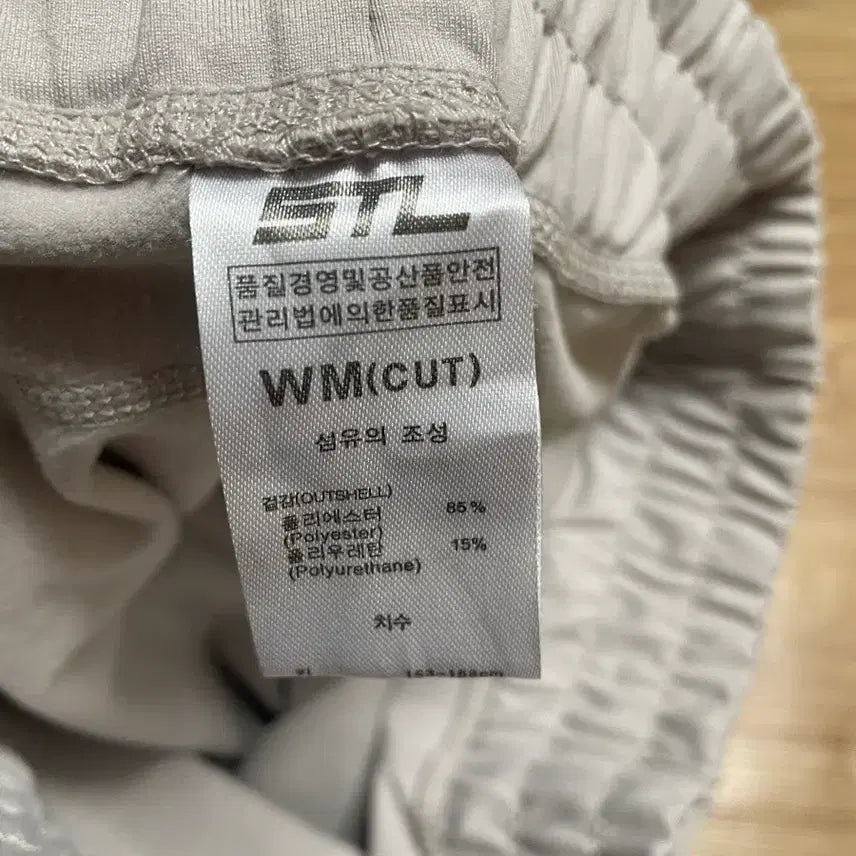 STL
품질경영및공산품안전
관리법에의한품질표시
WM(CUT)
섬유의 조성
겉감(OUTSHELL)
폴리에스터 85%
(Polyester)
폴리우레탄 15%
(Polyurethane)
치수